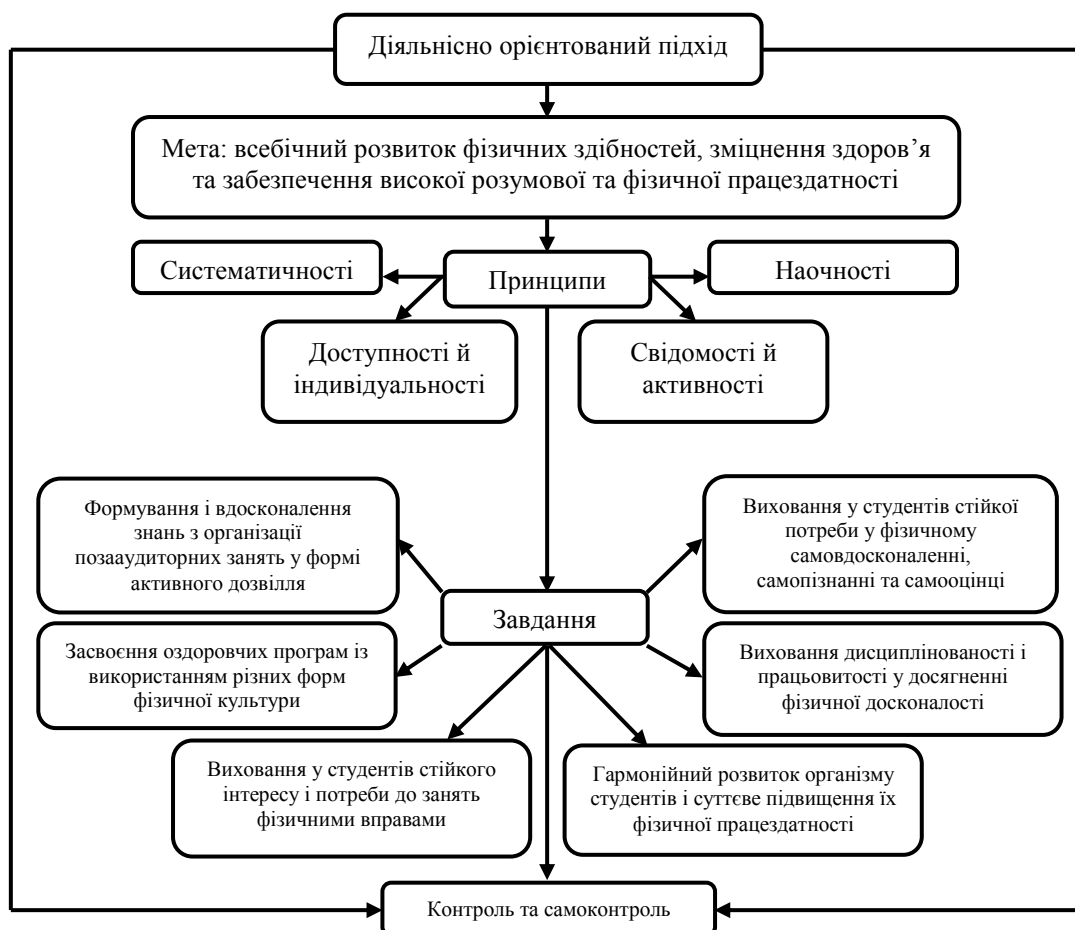 Діяльнісно орієнтований підхід
Мета: всебічний розвиток фізичних здібностей, зміцнення здоров’я
та забезпечення високої розумової та фізичної працездатності
Систематичності
Принципи
Наочності
Доступності й
індивідуальності
Свідомості й
активності
Формування і вдосконалення
знань з організації
позааудиторних занять у формі
активного дозвілля
Виховання у студентів стійкої
потреби у фізичному
самовдосконаленні,
самопізнанні та самооцінці
Завдання
Засвоєння оздоровчих програм із
використанням різних форм
фізичної культури
Виховання дисциплінованості і
працьовитості у досягненні
фізичної досконалості
Виховання у студентів стійкого
інтересу і потреби до занять
фізичними вправами
Гармонійний розвиток організму
студентів і суттєве підвищення їх
фізичної працездатності
Контроль та самоконтроль